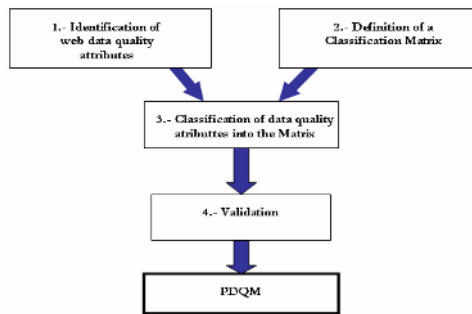 1.- Identification of
web data quality
attributes
2.- Definition of a
Classification Matrix
3.- Classification of data quality
atributtes into the Matrix
4.- Validation
PDQM